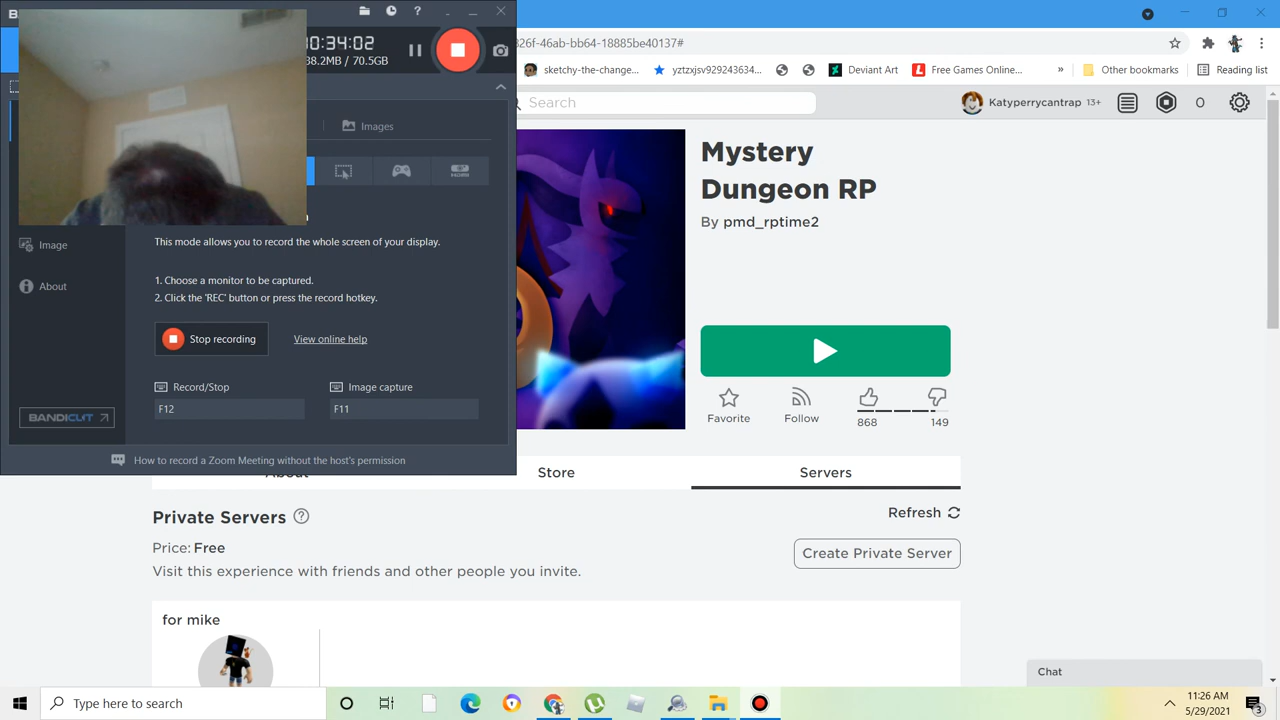 B
0:34:02
38.2MB / 70.5GB
Images
HDMI
This mode allows you to record the whole screen of your display.
1. Choose a monitor to be captured.
2. Click the 'REC' button or press the record hotkey.
Stop recording
View online help
Record/Stop
F12
Image capture
F11
Image
About
BANDICUT
How to record a Zoom Meeting without the host's permission
826f-46ab-bb64-18885be40137#
sketchy-the-change...
yztzxjsv929243634...
Deviant Art
Free Games Online...
»
Other bookmarks
Reading list
Search
Katyperrycantrap 13+
0
Mystery
Dungeon RP
By pmd_rptime2
Favorite
Follow
868
149
About
Store
Servers
Private Servers
Refresh
Price: Free
Create Private Server
Visit this experience with friends and other people you invite.
for mike
Chat
Type here to search
11:26 AM
5/29/2021
3